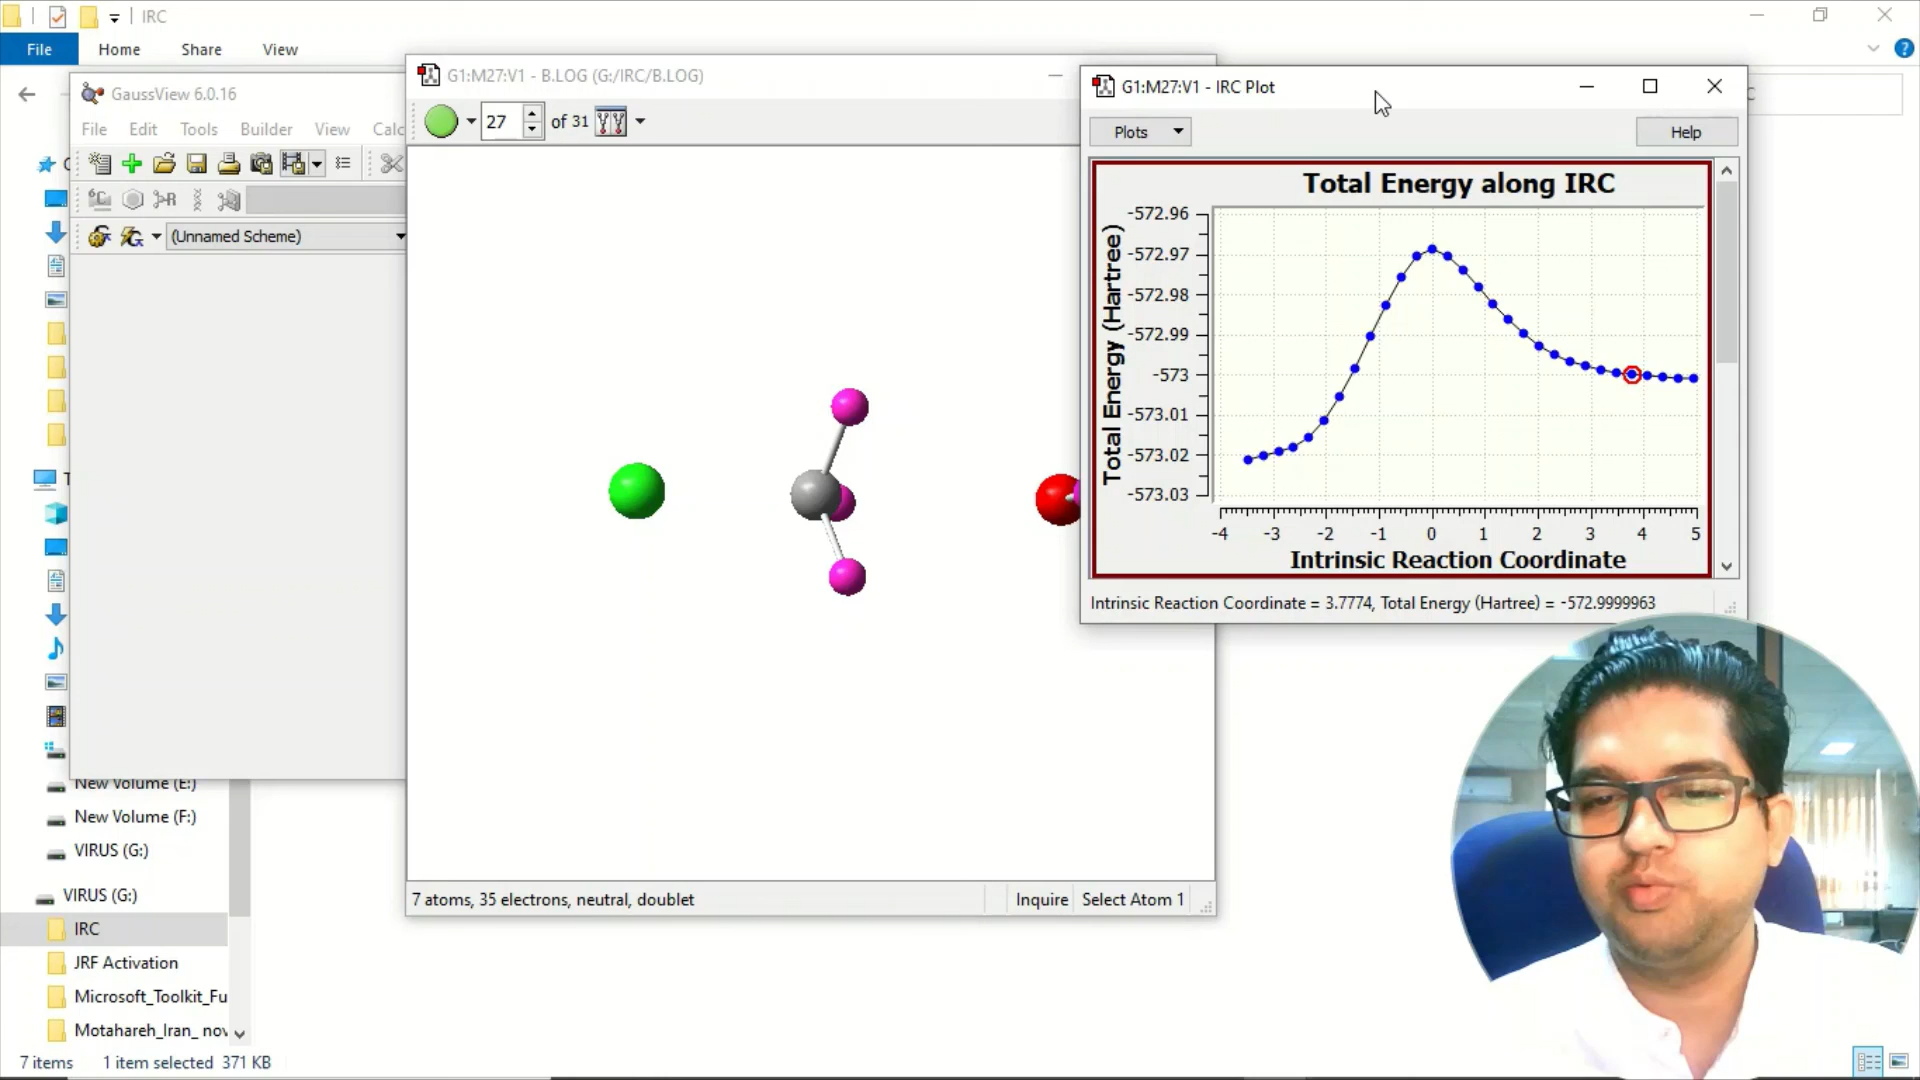 IRC
File
Home
Share
View
GaussView 6.0.16
File
Edit
Tools
Builder
View
Calc
(Unnamed Scheme)
G1:M27:V1 - B.LOG (G:/IRC/B.LOG)
27
of 31
G1:M27:V1 - IRC Plot
Plots
Help
Total Energy along IRC
Total Energy (Hartree)
-572.96
-572.97
-572.98
-572.99
-573
-573.01
-573.02
-573.03
-4
-3
-2
-1
0
1
2
3
4
5
Intrinsic Reaction Coordinate
Intrinsic Reaction Coordinate = 3.7774, Total Energy (Hartree) = -572.9999963
7 atoms, 35 electrons, neutral, doublet
Inquire
Select Atom 1
New Volume (E:)
New Volume (F:)
VIRUS (G:)
VIRUS (G:)
IRC
JRF Activation
Microsoft_Toolkit_Fu
Motahareh_Iran_ nov
7 items
1 item selected 371 KB